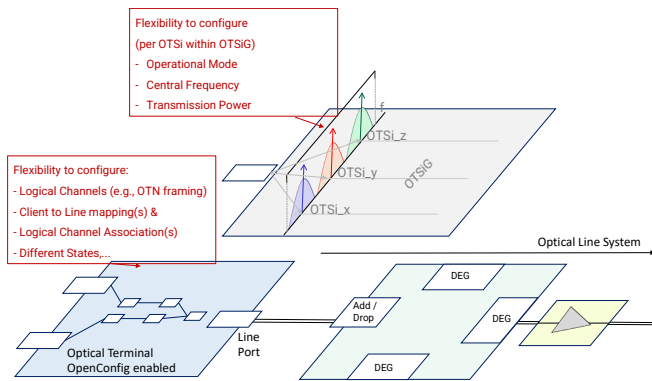 Flexibility to configure
(per OTSi within OTSiG)
- Operational Mode
- Central Frequency
- Transmission Power
f
OTSi_z
OTSi_y
OTSi_x
OTSiG
Flexibility to configure:
- Logical Channels (e.g., OTN framing)
- Client to Line mapping(s) &
- Logical Channel Association(s)
- Different States,...
Optical Line System
DEG
Add /
Drop
DEG
DEG
Line
Port
Optical Terminal
OpenConfig enabled